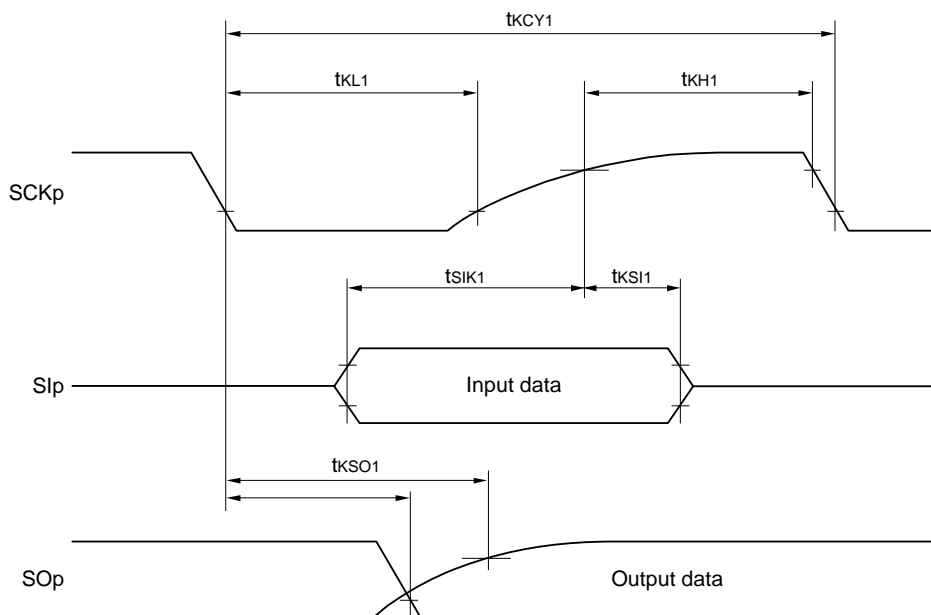 tKCY1
tKL1
tKH1
SCKp
tSIK1
tKSI1
SIp
Input data
tKSO1
SOp
Output data